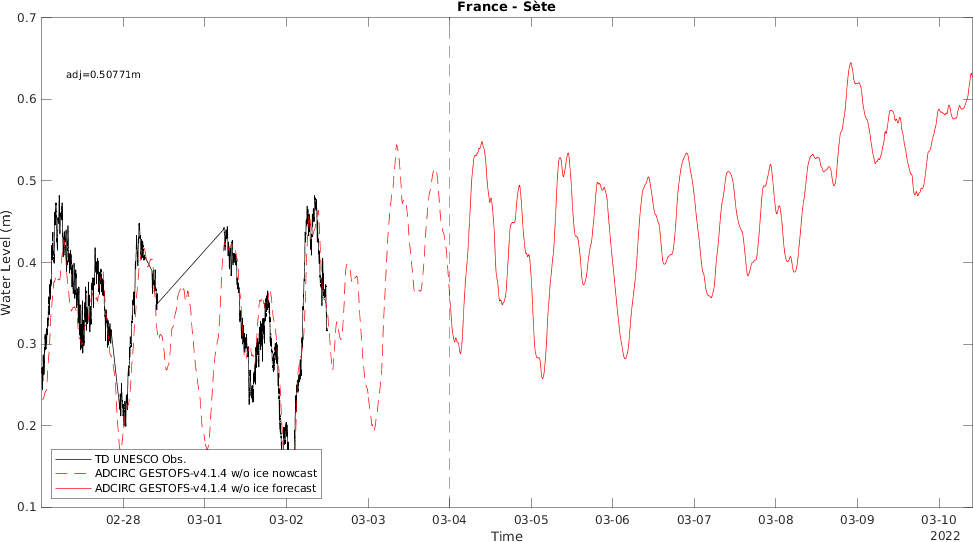 France - Sète
0.7
0.6
0.5
0.4
0.3
0.2
0.1
Water Level (m)
adj=0.50771m
TD UNESCO Obs.
ADCIRC GESTOFS-v4.1.4 w/o ice nowcast
ADCIRC GESTOFS-v4.1.4 w/o ice forecast
02-28 03-01 03-02 03-03 03-04 03-05 03-06 03-07 03-08 03-09 03-10
2022
Time